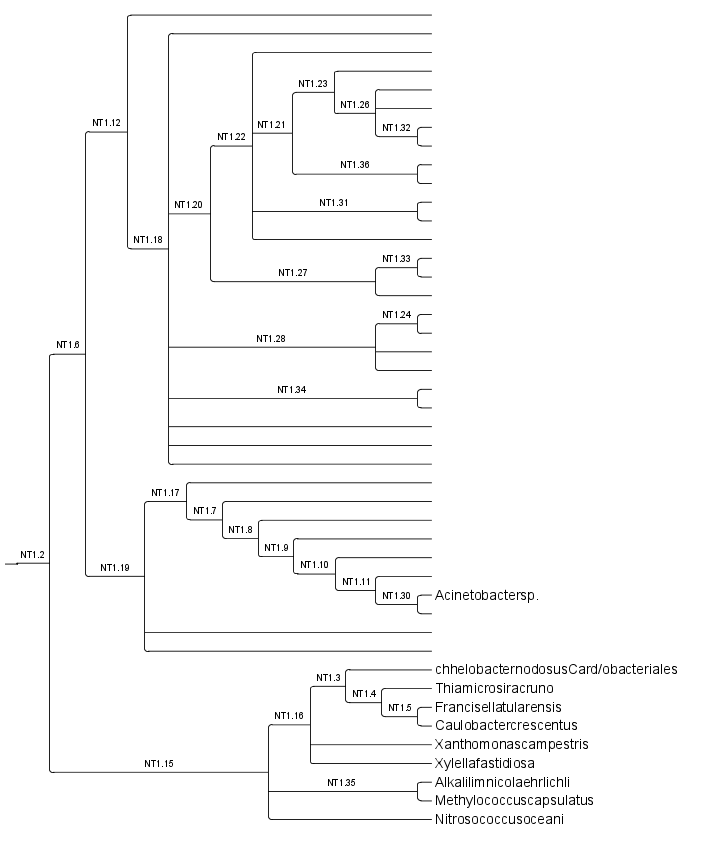 NT1.23
NT1.26
NT1.12
NT1.21
NT1.32
NT1.22
NT1.36
NT1.31
NT1.20
NT1.18
NT1.33
NT1.27
NT1.24
NT1.28
NT1.6
NT1.34
NT1.17
NT1.7
NT1.8
NT1.9
NT1.2
NT1.10
NT1.19
NT1.11
NT1.30
Acinetobactersp.
chhelobacternodosusCard/obacteriales
NT1.3
Thiamicrosiracruno
NT1.4
Francisellatularensis
NT1.5
NT1.16
Caulobactercrescentus
Xanthomonascampestris
Xylellafastidiosa
NT1.15
Alkalilimnicolaehrlichli
NT1.35
Methylococcuscapsulatus
Nitrosococcusoceani